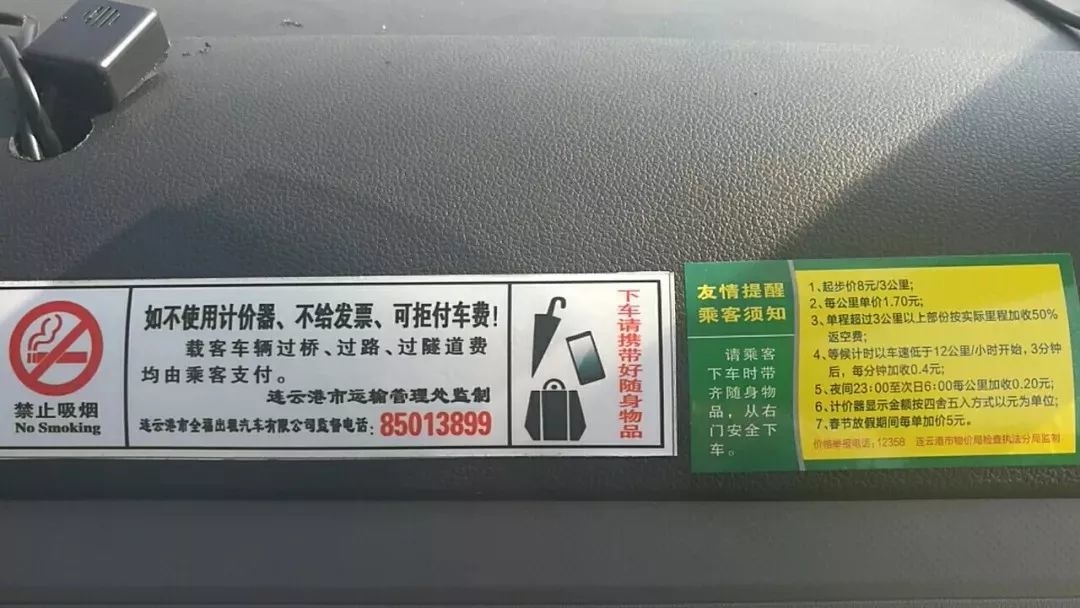 禁止吸烟
No Smoking
如不使用计价器、不给发票、可拒付车费！
载客车辆过桥、过路、过隧道费
均由乘客支付。
连云港市运输管理处监制
连云港市全福出租汽车有限公司监督电话：85013899
下车请携带好随身物品
友情提醒
乘客须知
请乘客
下车时带
齐随身物
品，从右
门安全下
车。
1、起步价8元/3公里；
2、每公里单价1.70元；
3、单程超过3公里以上部份按实际里程加收50%
返空费；
4、等候计时以车速低于12公里/小时开始，3分钟
后，每分钟加收0.4元；
5、夜间23:00至次日6:00每公里加收0.20元；
6、计价器显示金额按四舍五入方式以元为单位；
7、春节放假期间每单加价5元。
价格举报电话：12358 连云港市物价局检查执法分局监制